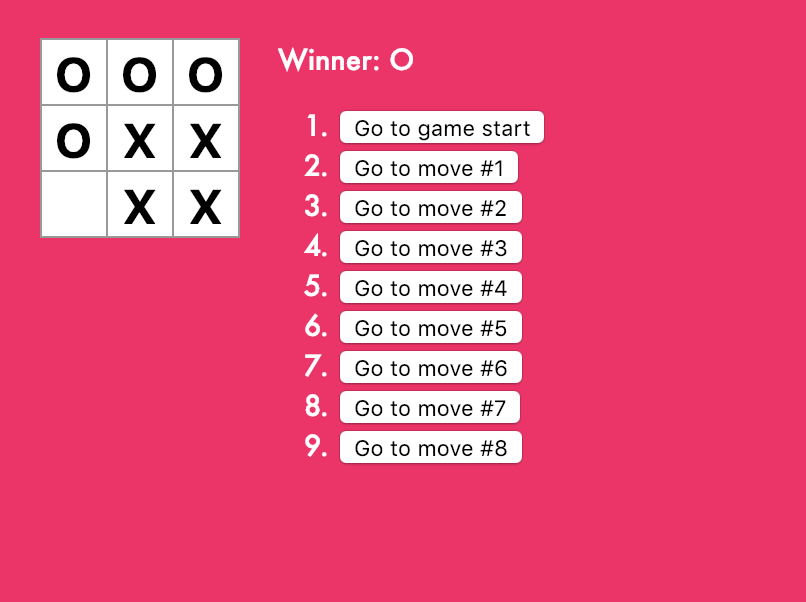 O O O
O X X
X X
Winner: O
1. Go to game start
2. Go to move #1
3. Go to move #2
4. Go to move #3
5. Go to move #4
6. Go to move #5
7. Go to move #6
8. Go to move #7
9. Go to move #8